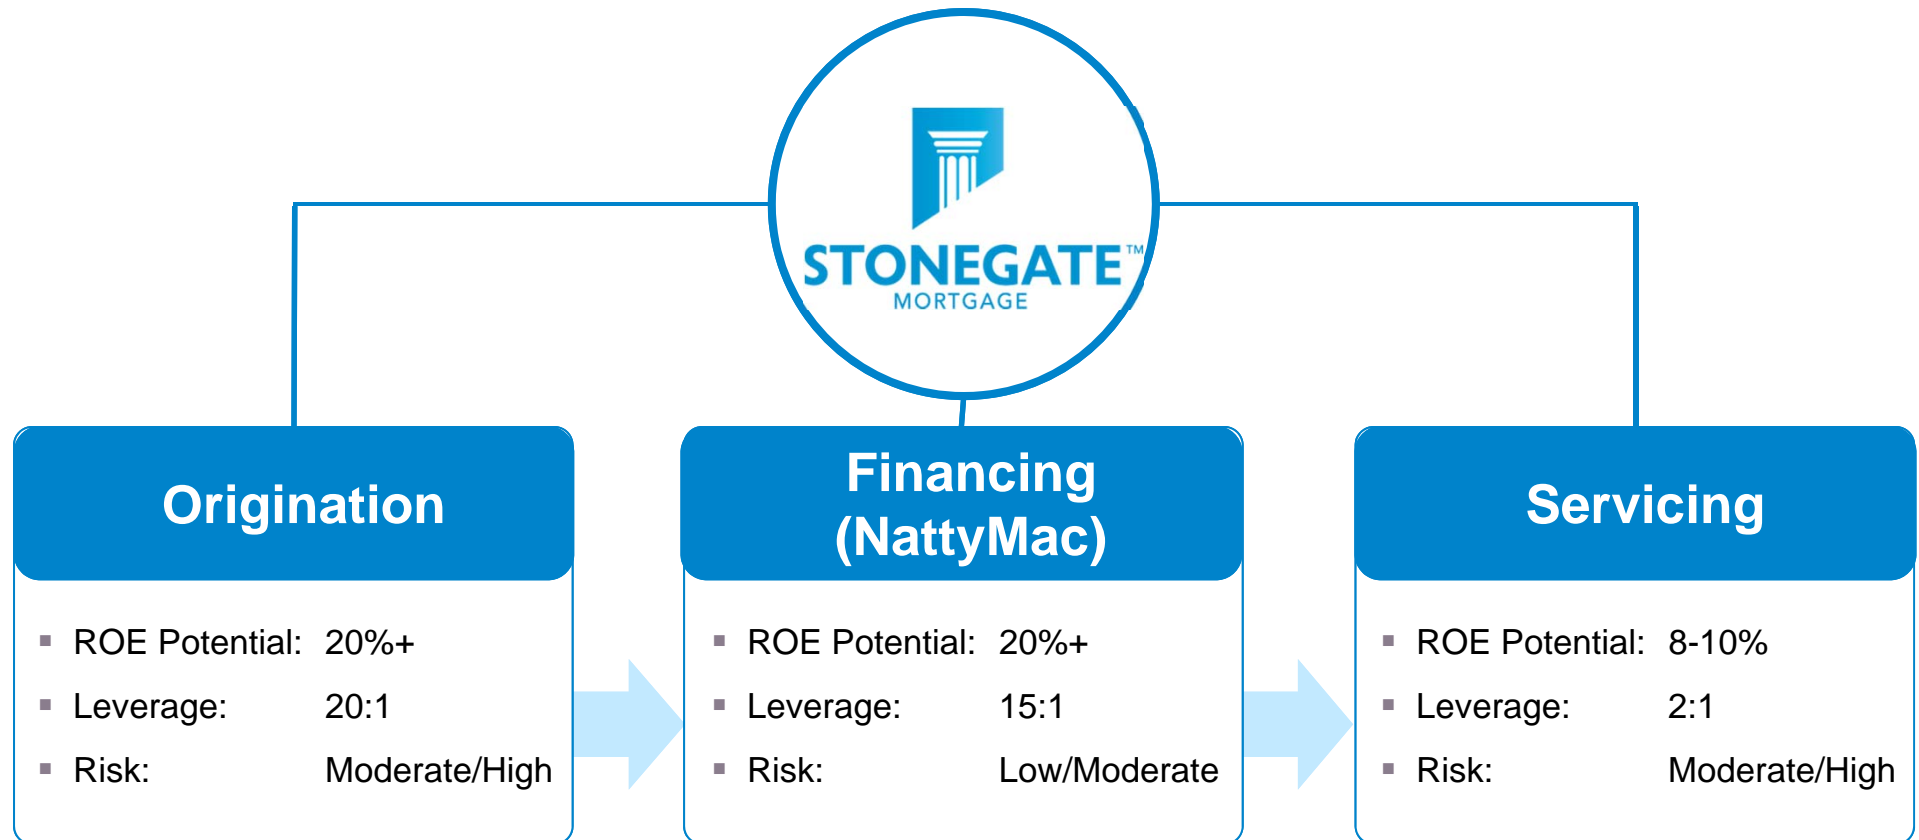 STONEGATE™
MORTGAGE
Origination
▪ ROE Potential: 20%+
▪ Leverage: 20:1
▪ Risk: Moderate/High
Financing
(NattyMac)
▪ ROE Potential: 20%+
▪ Leverage: 15:1
▪ Risk: Low/Moderate
Servicing
▪ ROE Potential: 8-10%
▪ Leverage: 2:1
▪ Risk: Moderate/High